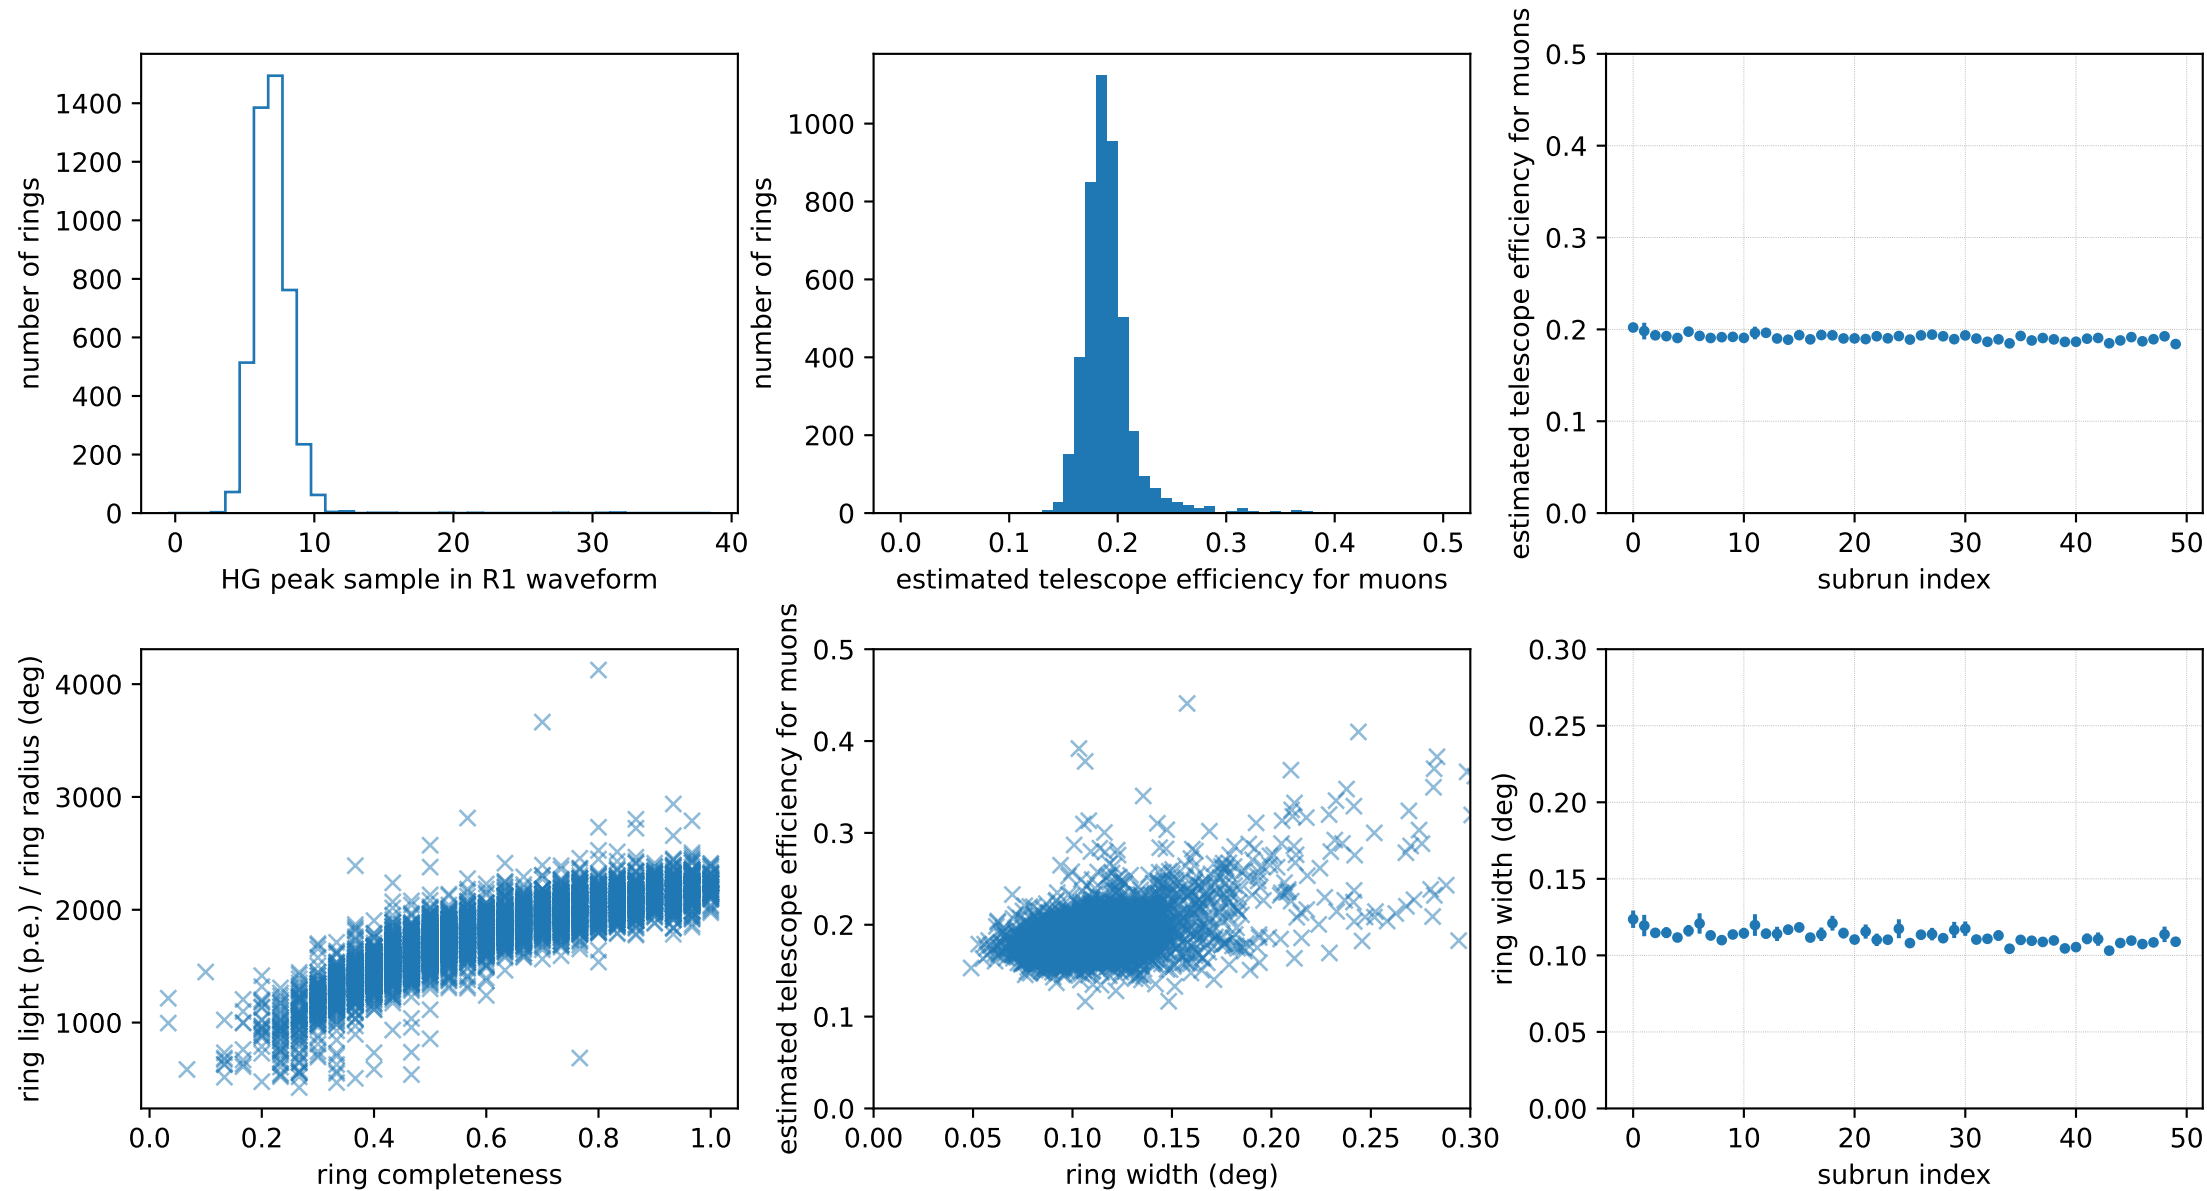 number of rings
1400
1200
1000
800
600
400
200
0
0 10 20 30 40
HG peak sample in R1 waveform
number of rings
1000
800
600
400
200
0
0.0 0.1 0.2 0.3 0.4 0.5
estimated telescope efficiency for muons
estimated telescope efficiency for muons
0.5
0.4
0.3
0.2
0.1
0.0
0 10 20 30 40 50
subrun index
ring light (p.e.) / ring radius (deg)
4000
3000
2000
1000
0.0 0.2 0.4 0.6 0.8 1.0
ring completeness
estimated telescope efficiency for muons
0.5
0.4
0.3
0.2
0.1
0.0
0.00 0.05 0.10 0.15 0.20 0.25 0.30
ring width (deg)
ring width (deg)
0.30
0.25
0.20
0.15
0.10
0.05
0.00
0 10 20 30 40 50
subrun index